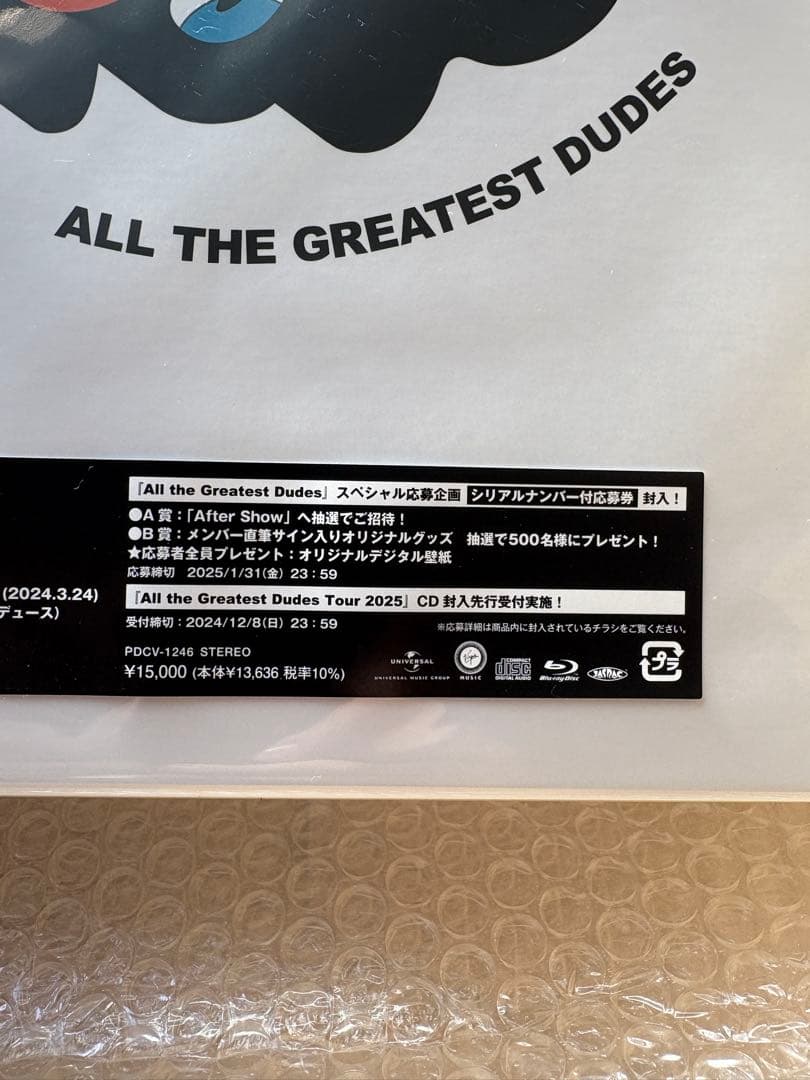 ALL THE GREATEST DUDES
『All the Greatest Dudes』スペシャル応募企画 シリアルナンバー付応募券 封入!
●A賞:「After Show」へ抽選でご招待!
●B賞:メンバー直筆サイン入りオリジナルグッズ 抽選で500名様にプレゼント!
★応募者全員プレゼント:オリジナルデジタル壁紙
応募締切 2025/1/31(金) 23:59
(2024.3.24)
『All the Greatest Dudes Tour 2025』CD封入先行受付実施!
デュース)
受付締切:2024/12/8(日) 23:59
※応募詳細は商品内に封入されているチラシをご覧ください。
PDCV-1246 STEREO
¥15,000 (本体¥13,636 税率10%)
UNIVERSAL
UNIVERSAL MUSIC GROUP
Virgin
MUSIC
COMPACT
disc
DIGITAL AUDIO
Blu-ray Disc
JASRAC
プラ